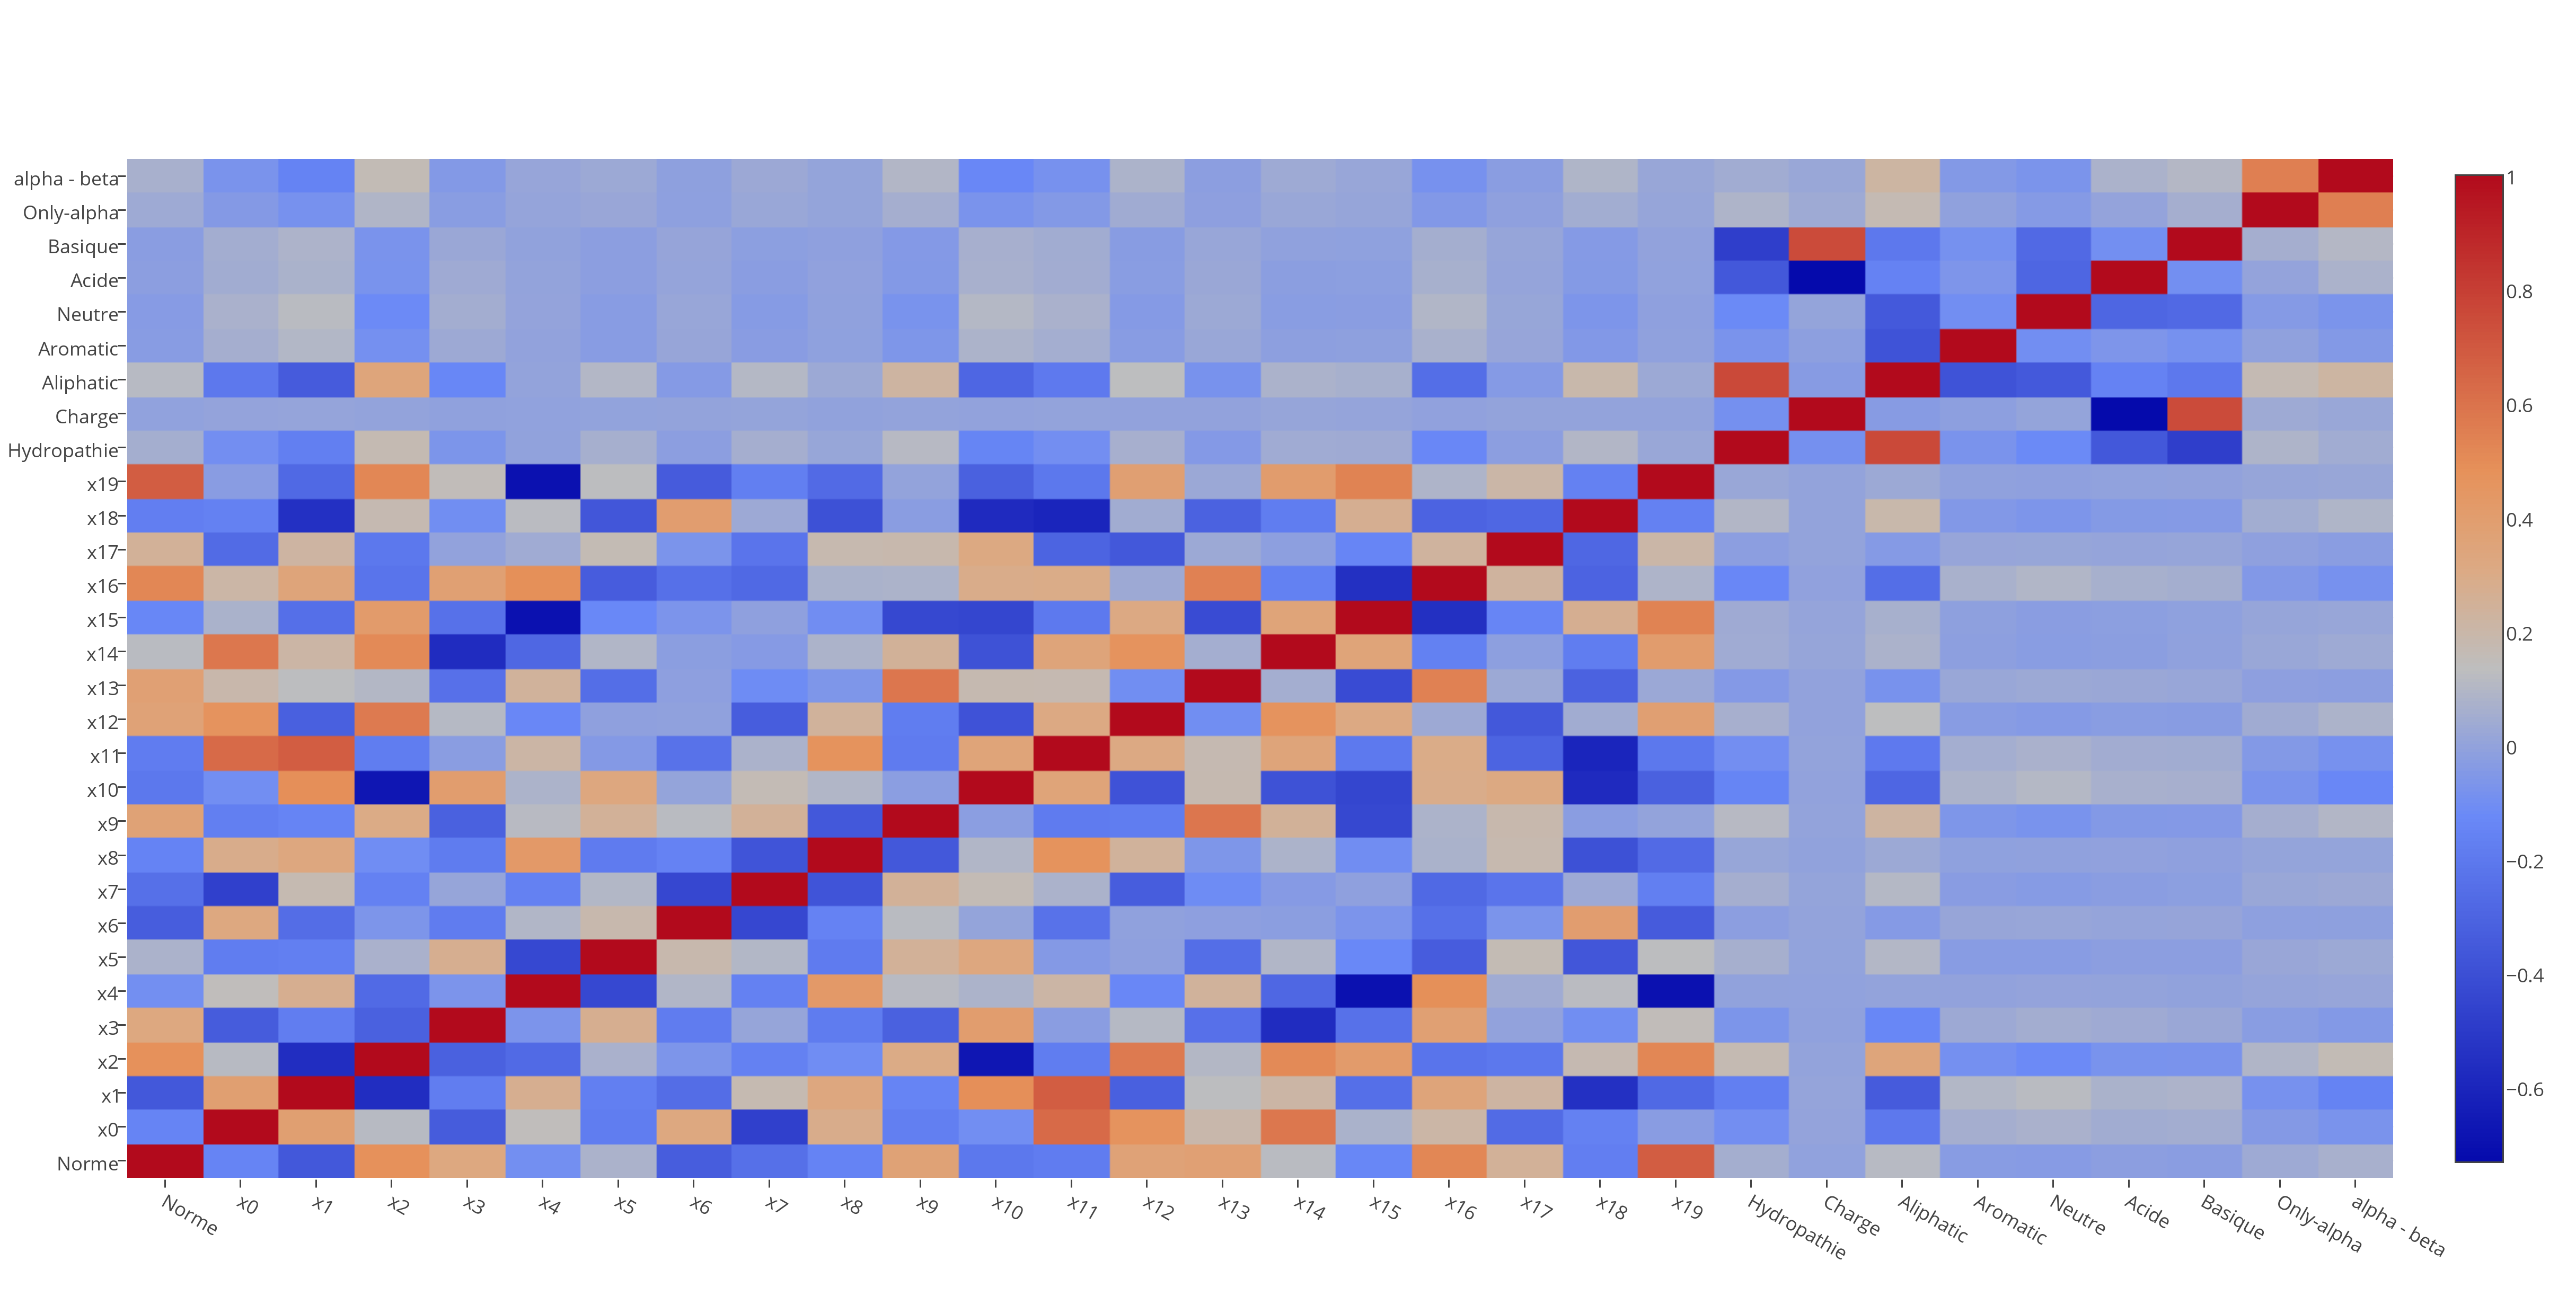 alpha - beta
Only-alpha
Basique
Acide
Neutre
Aromatic
Aliphatic
Charge
Hydropathie
x19
x18
x17
x16
x15
x14
x13
x12
x11
x10
x9
x8
x7
x6
x5
x4
x3
x2
x1
x0
Norme
Norme x0 x1 x2 x3 x4 x5 x6 x7 x8 x9 x10 x11 x12 x13 x14 x15 x16 x17 x18 x19 Hydropathie Charge Aliphatic Aromatic Neutre Acide Basique Only-alpha alpha - beta
1
0.8
0.6
0.4
0.2
0
−0.2
−0.4
−0.6